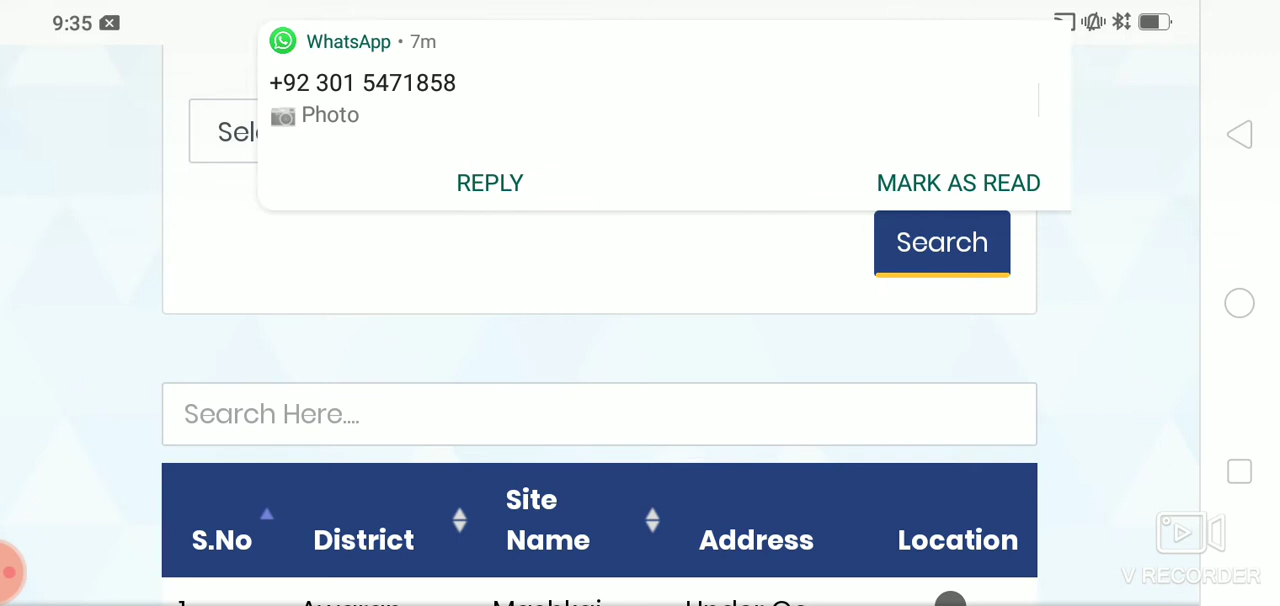 9:35
WhatsApp • 7m
+92 301 5471858
Photo
REPLY MARK AS READ
Search
Search Here....
S.No District Site Name Address Location
1
V RECORDER